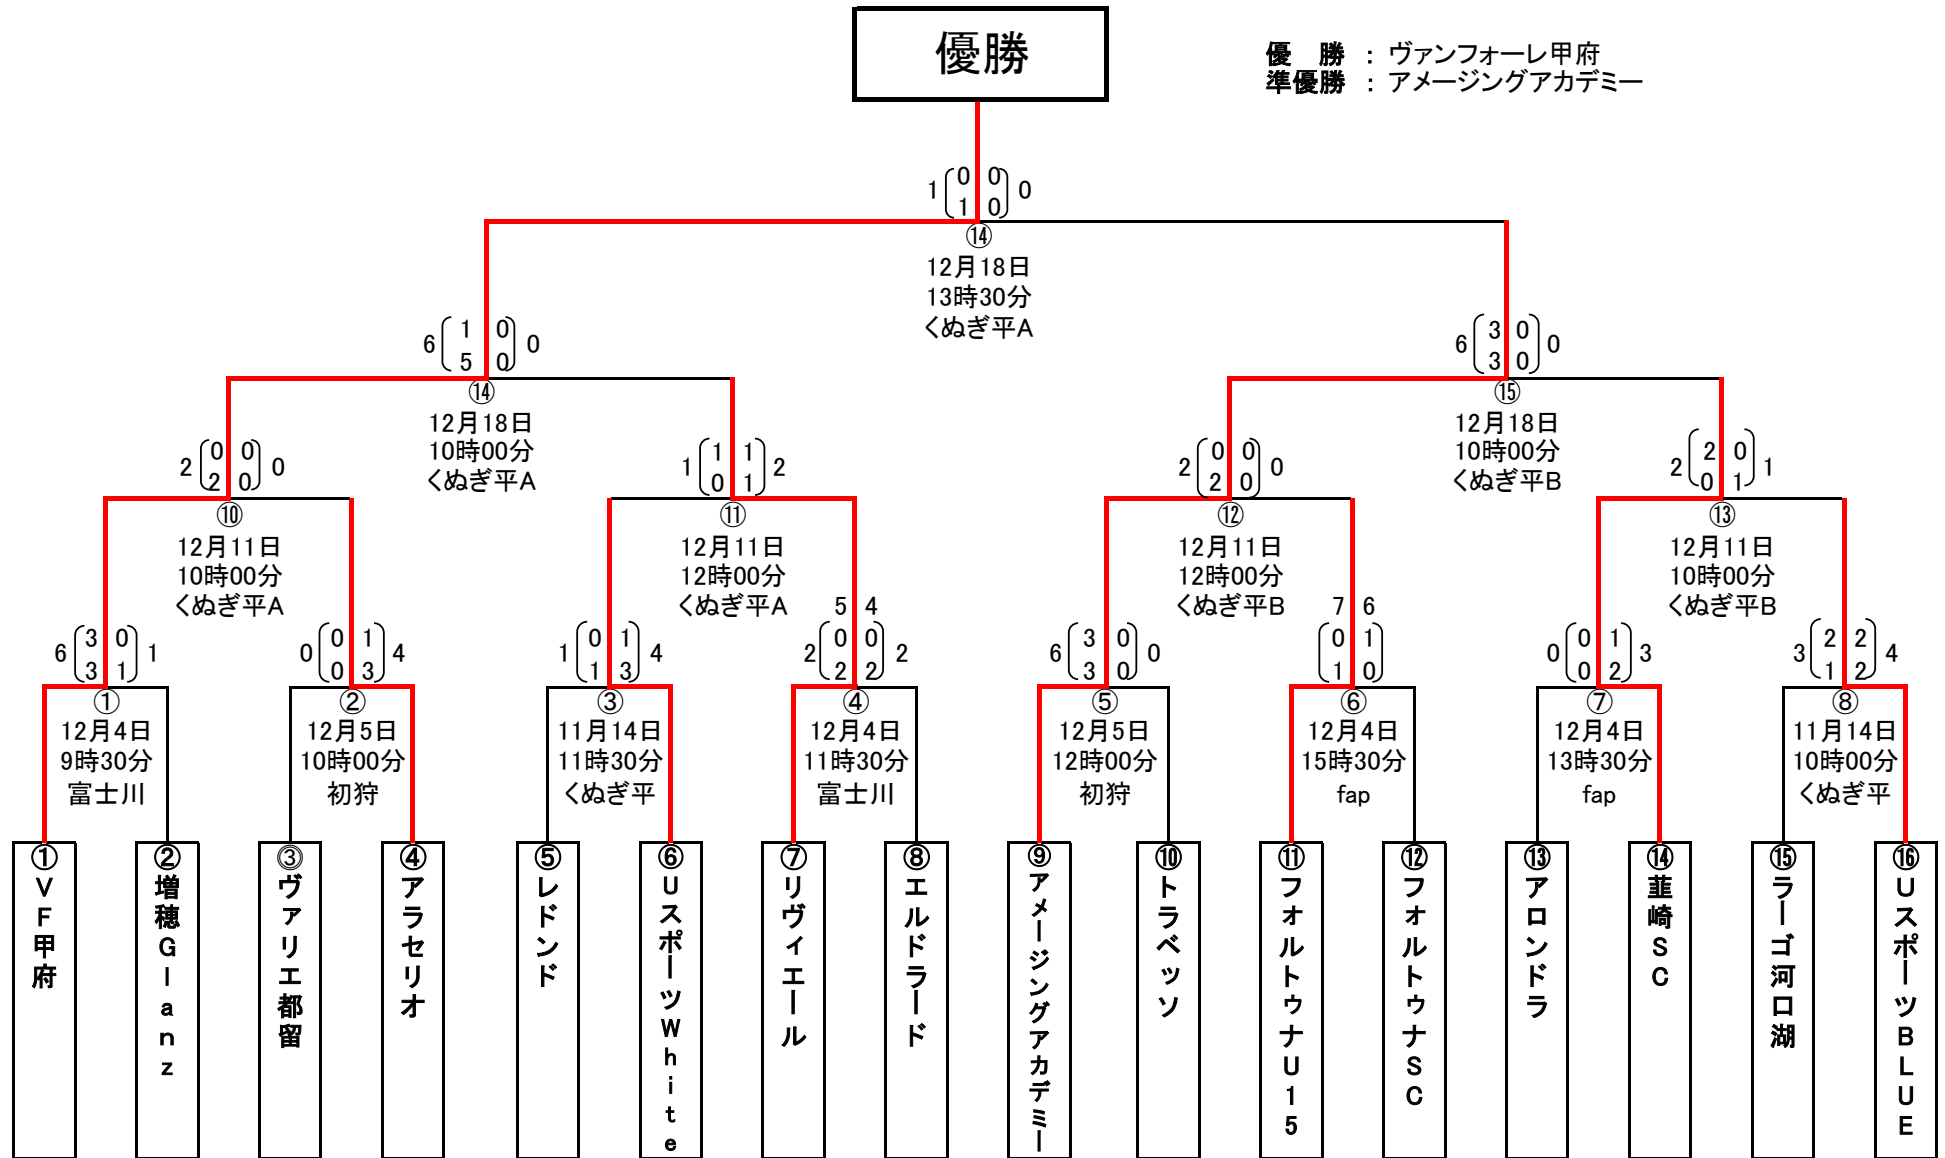 優勝
優　勝 ： ヴァンフォーレ甲府
準優勝 ： アメージングアカデミー
1 0 0 0
1 0
⑭
12月18日
13時30分
くぬぎ平A
6 1 0 0
5 0
⑭
12月18日
10時00分
くぬぎ平A
6 3 0 0
3 0
⑮
12月18日
10時00分
くぬぎ平B
2 0 0 0
2 0
⑩
12月11日
10時00分
くぬぎ平A
1 1 1 2
0 1
⑪
12月11日
12時00分
くぬぎ平A
2 0 0 0
2 0
⑫
12月11日
12時00分
くぬぎ平B
2 2 0 1
0 1
⑬
12月11日
10時00分
くぬぎ平B
6 3 0 1
3 1
①
12月4日
9時30分
富士川
0 0 1 4
0 3
②
12月5日
10時00分
初狩
1 0 1 4
1 3
③
11月14日
11時30分
くぬぎ平
5 4
2 0 0 2
2 2
④
12月4日
11時30分
富士川
6 3 0 0
3 0
⑤
12月5日
12時00分
初狩
7 6
0 1
1 0
⑥
12月4日
15時30分
fap
0 0 1 3
0 2
⑦
12月4日
13時30分
fap
3 2 2 4
1 2
⑧
11月14日
10時00分
くぬぎ平
①VF甲府
②増穂Glanz
③ヴァリエ都留
④アラセリオ
⑤レドンド
⑥UスポーツWhite
⑦リヴィエール
⑧エルドラード
⑨アメージングアカデミー
⑩トラベッソ
⑪フォルトゥナU15
⑫フォルトゥナSC
⑬アロンドラ
⑭韮崎SC
⑮ラーゴ河口湖
⑯UスポーツBLUE